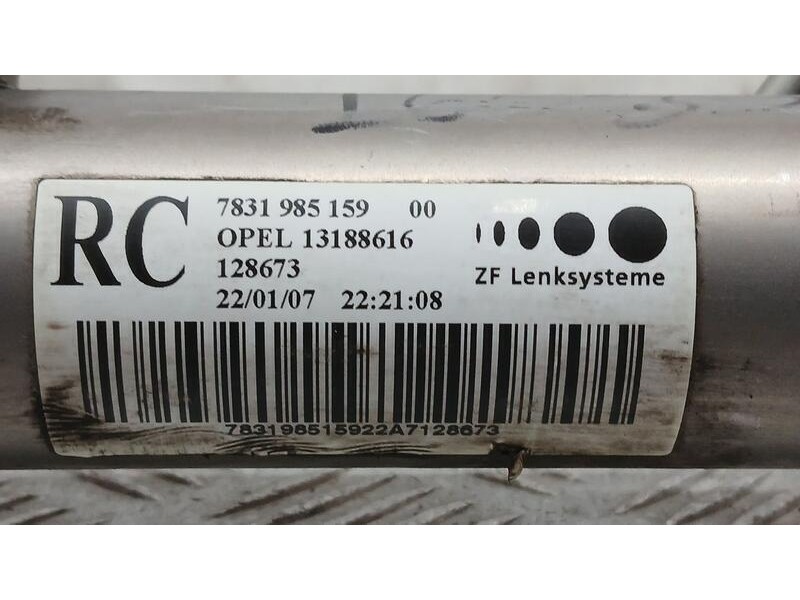 RC
7831 985 159 00
OPEL 13188616
128673
22/01/07 22:21:08
ZF Lenksysteme
783198515922A7128673